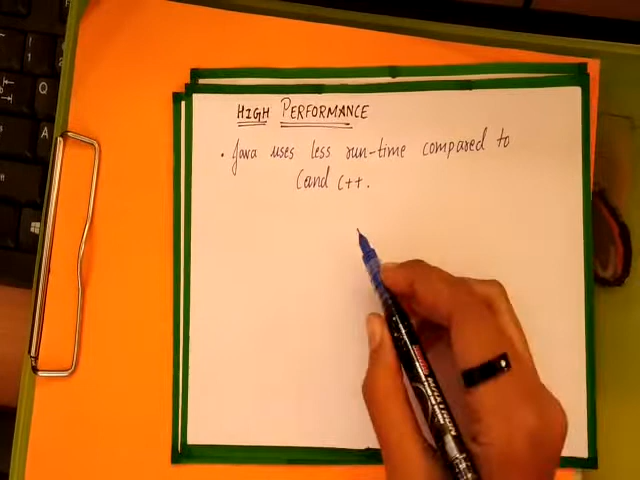 HIGH PERFORMANCE
• Java uses less run-time compared to
C and C++.
Q
A